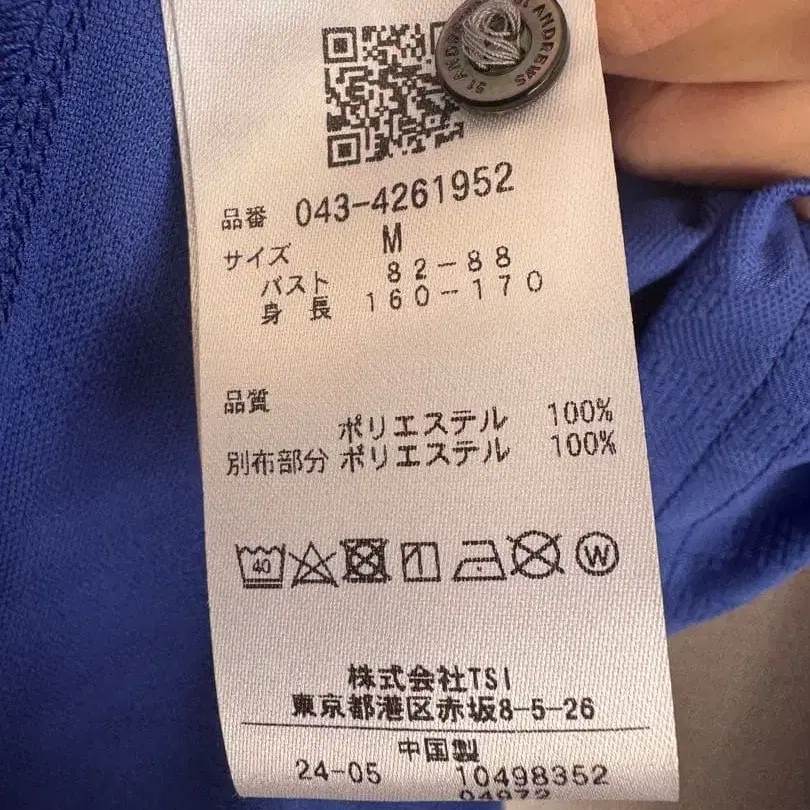 ST ANDREWS
品番 043-4261952
サイズ M
バスト 82-88
身長 160-170
品質
ポリエステル 100%
別布部分 ポリエステル 100%
40
W
株式会社TSI
東京都港区赤坂8-5-26
中国製
24-05 10498352